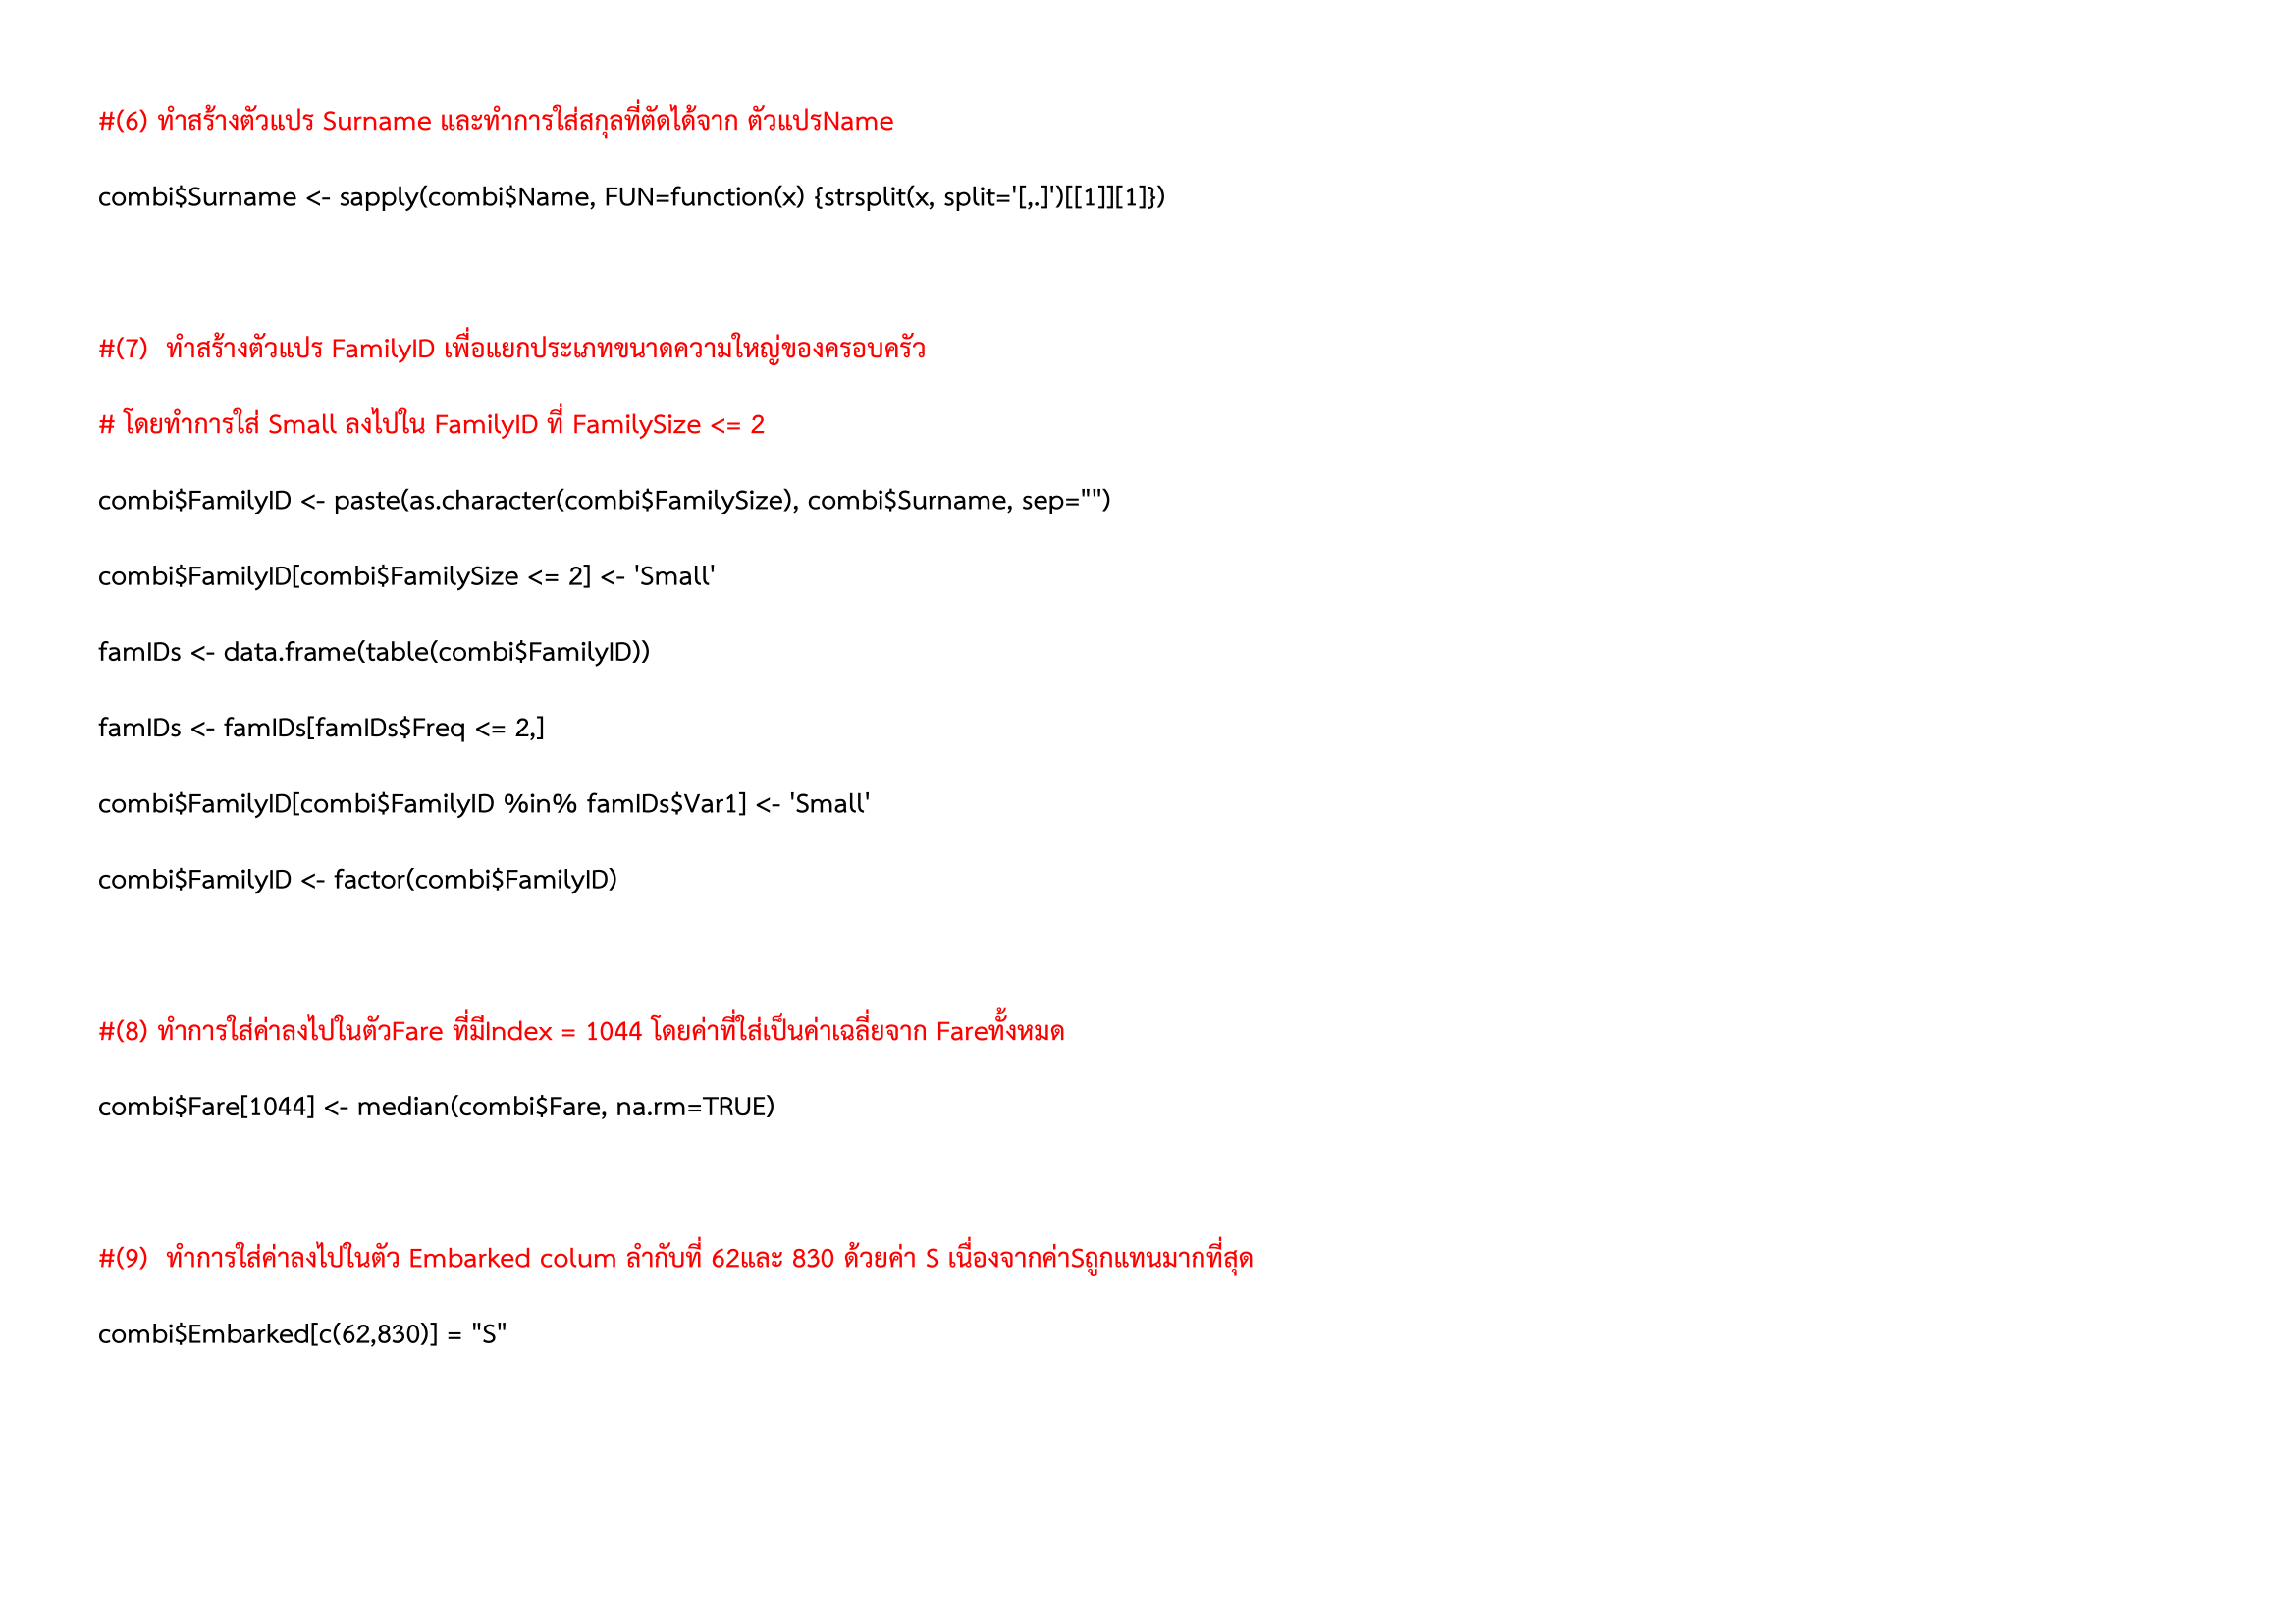 #(6) ทำสร้างตัวแปร Surname และทำการใส่สกุลที่ตัดได้จาก ตัวแปรName
combi$Surname <- sapply(combi$Name, FUN=function(x) {strsplit(x, split='[,.]')[[1]][1]})
#(7)  ทำสร้างตัวแปร FamilyID เพื่อแยกประเภทขนาดความใหญ่ของครอบครัว
# โดยทำการใส่ Small ลงไปใน FamilyID ที่ FamilySize <= 2
combi$FamilyID <- paste(as.character(combi$FamilySize), combi$Surname, sep="")
combi$FamilyID[combi$FamilySize <= 2] <- 'Small'
famIDs <- data.frame(table(combi$FamilyID))
famIDs <- famIDs[famIDs$Freq <= 2,]
combi$FamilyID[combi$FamilyID %in% famIDs$Var1] <- 'Small'
combi$FamilyID <- factor(combi$FamilyID)
#(8) ทำการใส่ค่าลงไปในตัวFare ที่มีIndex = 1044 โดยค่าที่ใส่เป็นค่าเฉลี่ยจาก Fareทั้งหมด
combi$Fare[1044] <- median(combi$Fare, na.rm=TRUE)
#(9)  ทำการใส่ค่าลงไปในตัว Embarked colum ลำกับที่ 62และ 830 ด้วยค่า S เนื่องจากค่าSถูกแทนมากที่สุด
combi$Embarked[c(62,830)] = "S"